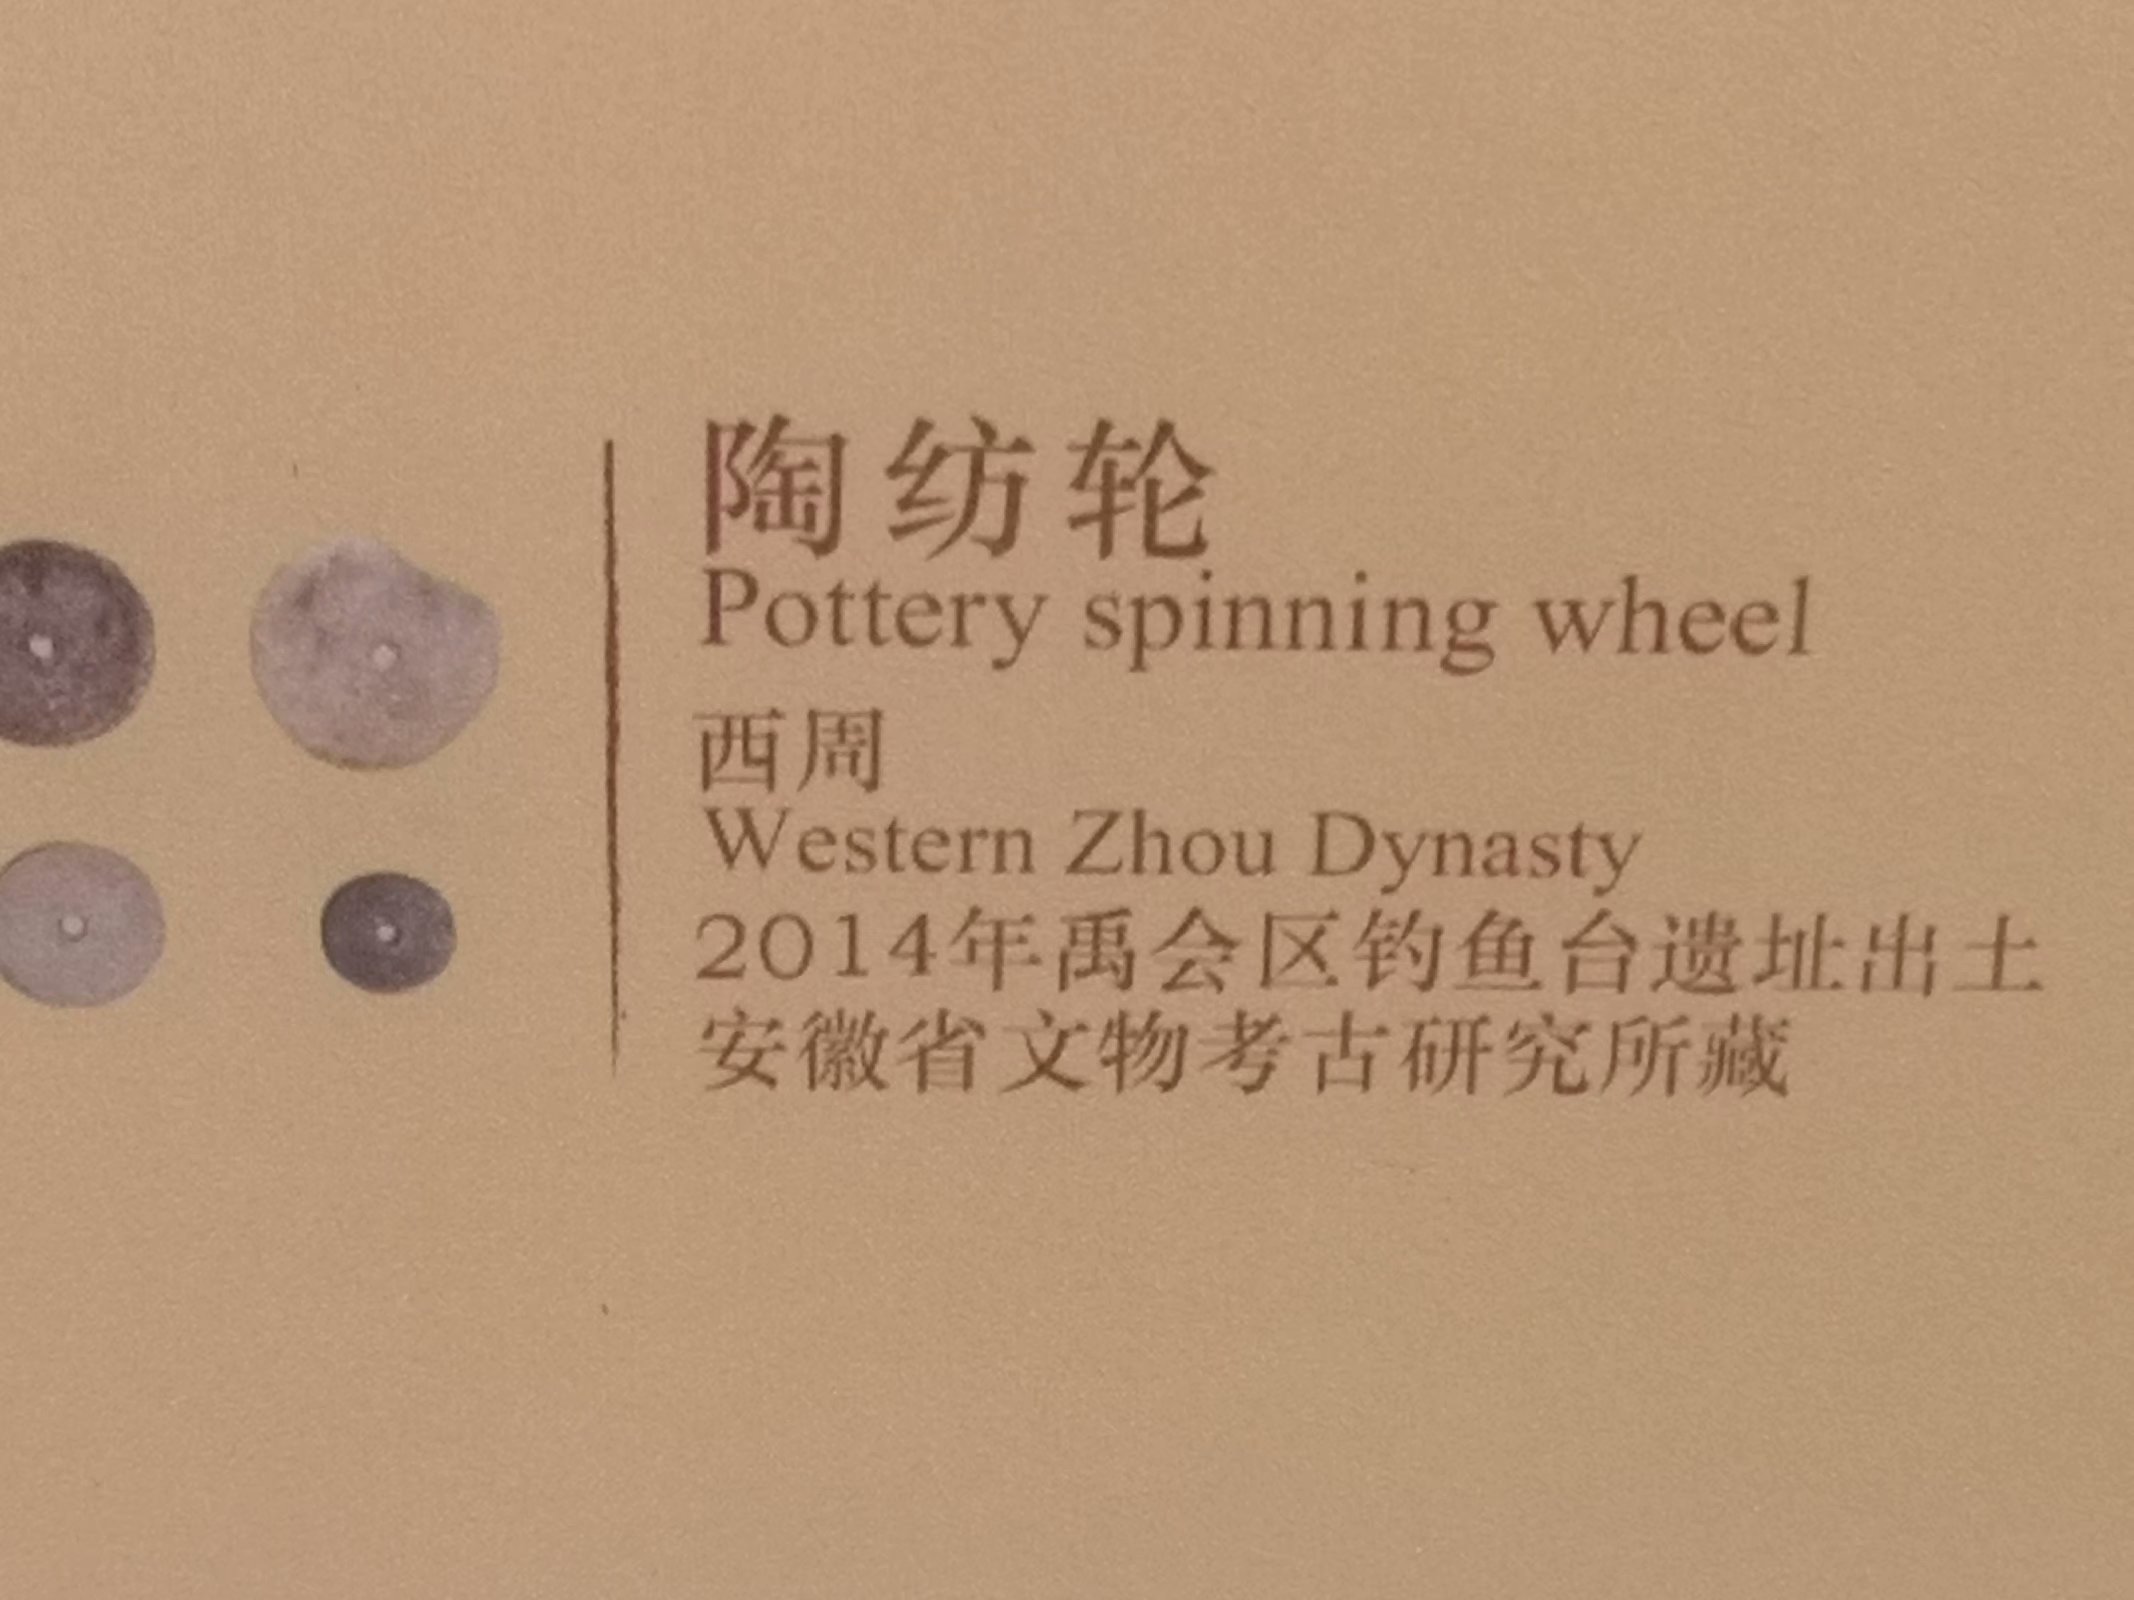 陶纺轮
Pottery spinning wheel
西周
Western Zhou Dynasty
2014年禹会区钓鱼台遗址出土
安徽省文物考古研究所藏